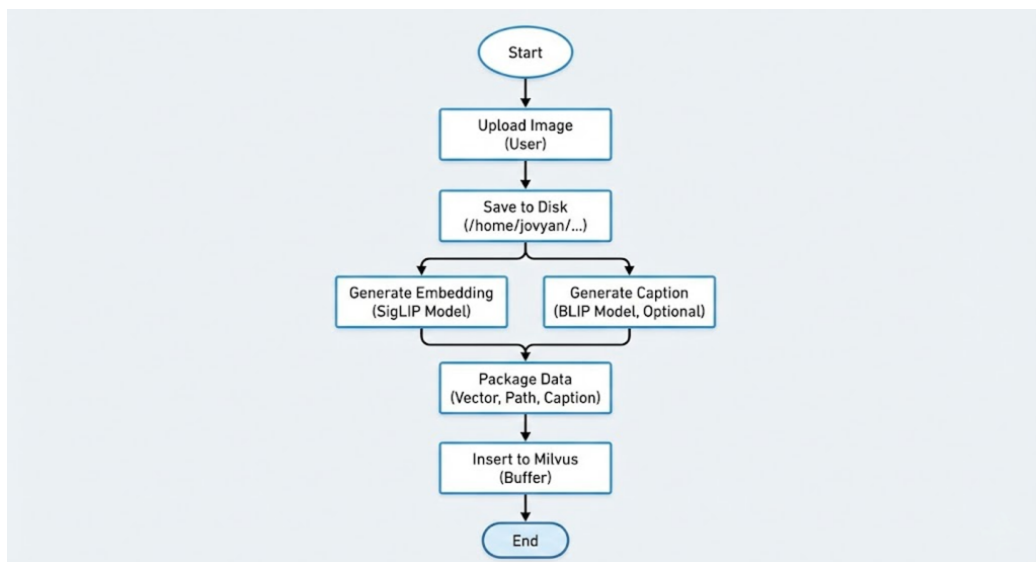 Start
Upload Image
(User)
Save to Disk
(/home/jovyan/...)
Generate Embedding
(SigLIP Model)
Generate Caption
(BLIP Model, Optional)
Package Data
(Vector, Path, Caption)
Insert to Milvus
(Buffer)
End